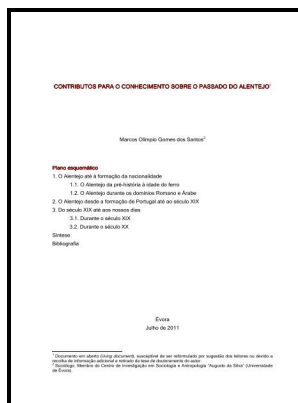 CONTRIBUTOS PARA O CONHECIMENTO SOBRE O PASSADO DO ALENTEJO¹
Marcos Olímpio Gomes dos Santos²
Plano esquemático
1. O Alentejo até à formação da nacionalidade
1.1. O Alentejo da pré-história à idade do ferro
1.2. O Alentejo durante os domínios Romano e Árabe
2. O Alentejo desde a formação de Portugal até ao século XIX
3. Do século XIX até aos nossos dias
3.1. Durante o século XIX
3.2. Durante o século XX
Síntese
Bibliografia
Évora
Julho de 2011
¹ Documento em aberto (living document), susceptível de ser reformulado por sugestão dos leitores ou devido a
recolha de informação adicional e retirado da tese de doutoramento do autor.
² Sociólogo. Membro do Centro de Investigação em Sociologia e Antropologia "Augusto da Silva" (Universidade
de Évora).